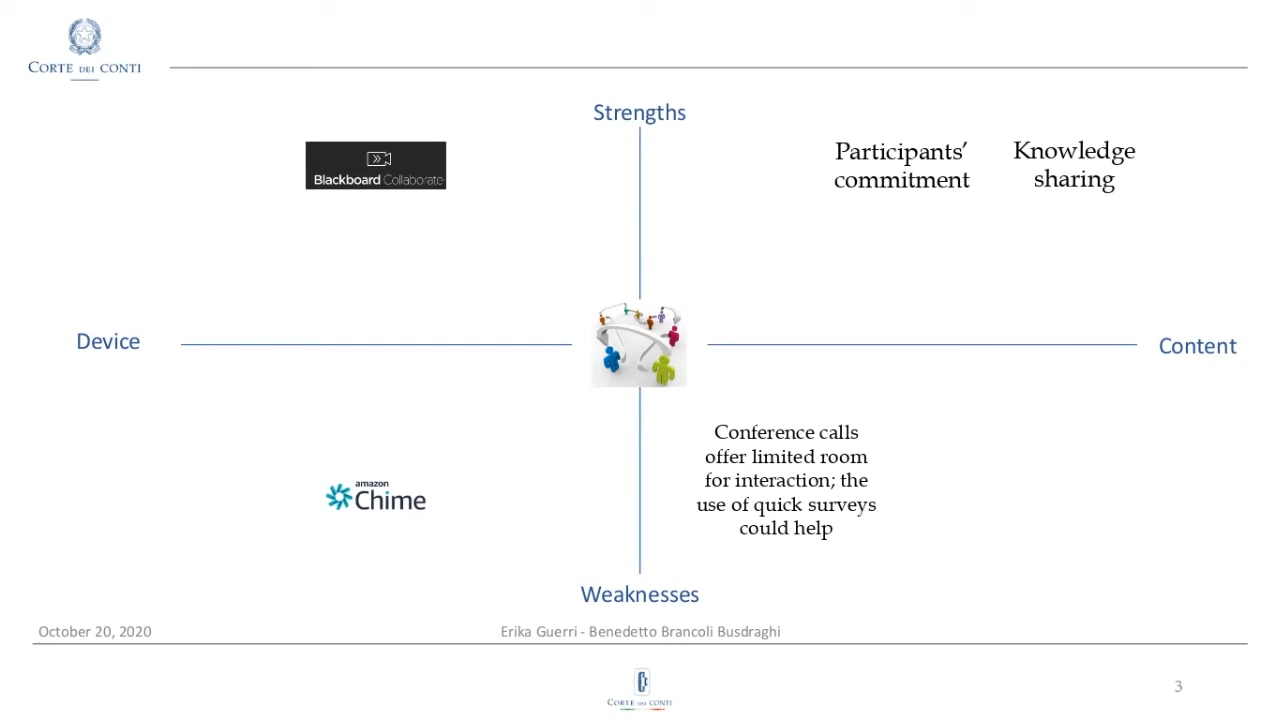 CORTE DEI CONTI
Strengths
Blackboard Collaborate
Participants’
commitment
Knowledge
sharing
Device
Content
Conference calls
offer limited room
for interaction; the
use of quick surveys
could help
amazon
Chime
Weaknesses
October 20, 2020
Erika Guerri - Benedetto Brancoli Busdraghi
CORTE DEI CONTI
3